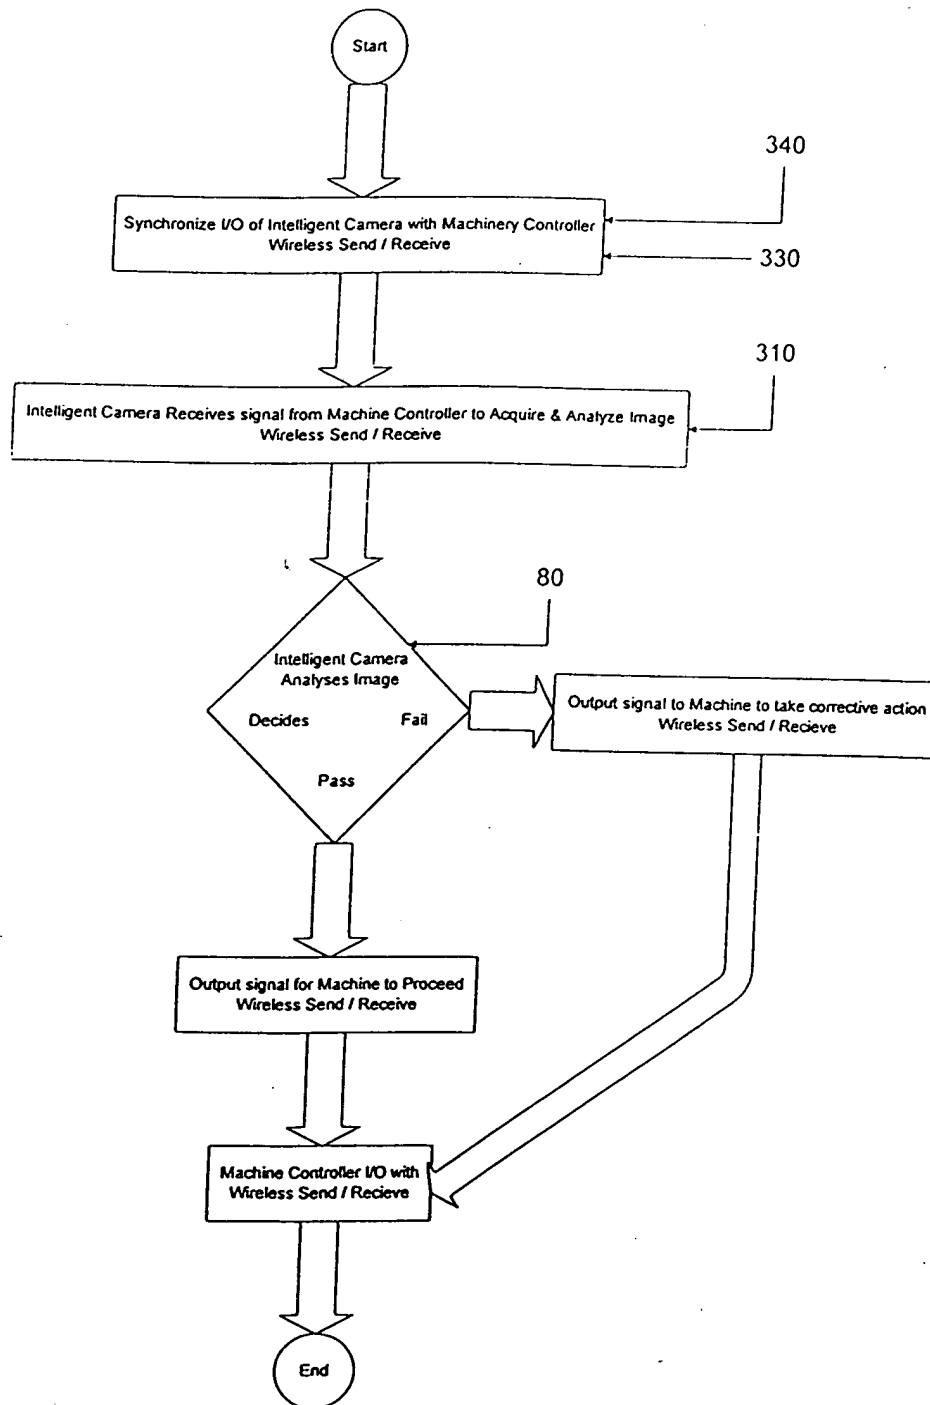 Start
340
Synchronize I/O of Intelligent Camera with Machinery Controller
Wireless Send / Receive
330
310
Intelligent Camera Receives signal from Machine Controller to Acquire & Analyze Image
Wireless Send / Receive
80
Intelligent Camera
Analyses Image
Decides Fail
Pass
Output signal to Machine to take corrective action
Wireless Send / Recieve
Output signal for Machine to Proceed
Wireless Send / Receive
Machine Controller I/O with
Wireless Send / Recieve
End